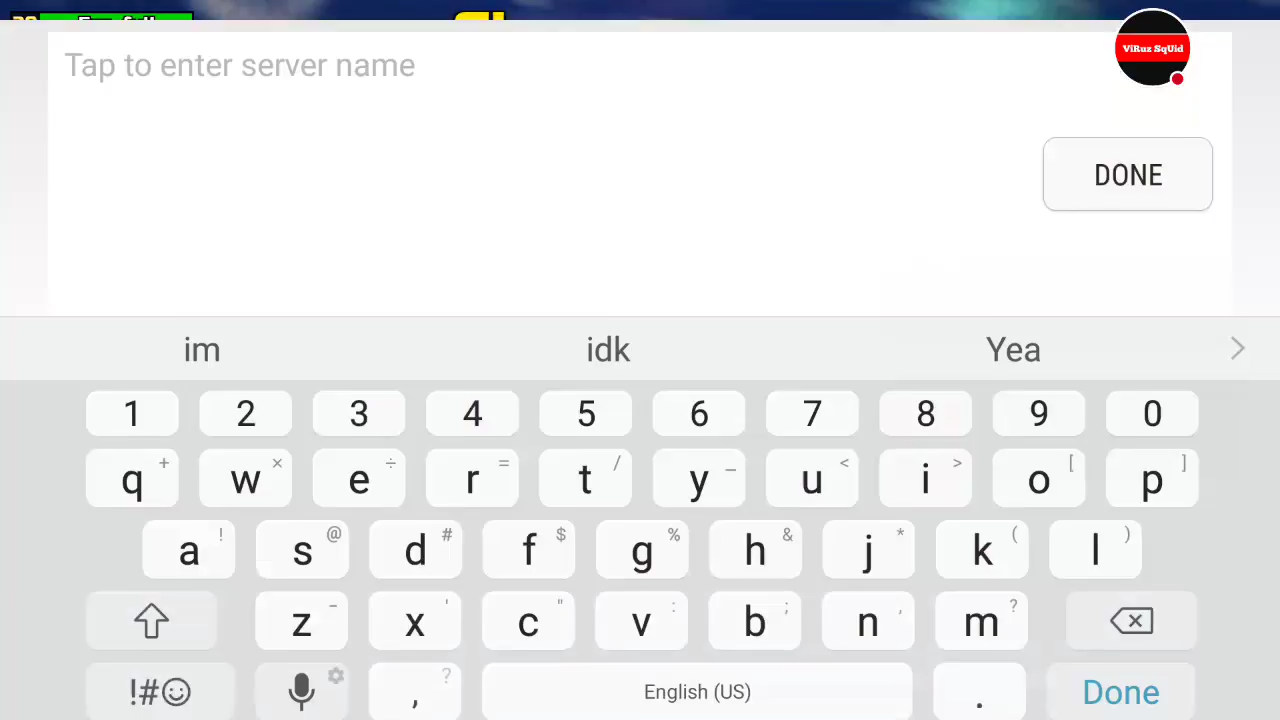 Tap to enter server name
ViRuz SqUid
DONE
im idk Yea
1 2 3 4 5 6 7 8 9 0
q + w × e ÷ r = t / y _ u < i > o [ p ]
a ! s @ d # f $ g % h & j * k ( l )
z - x ' c " v : b ; n , m ?
!#☺ , ? English (US) . Done